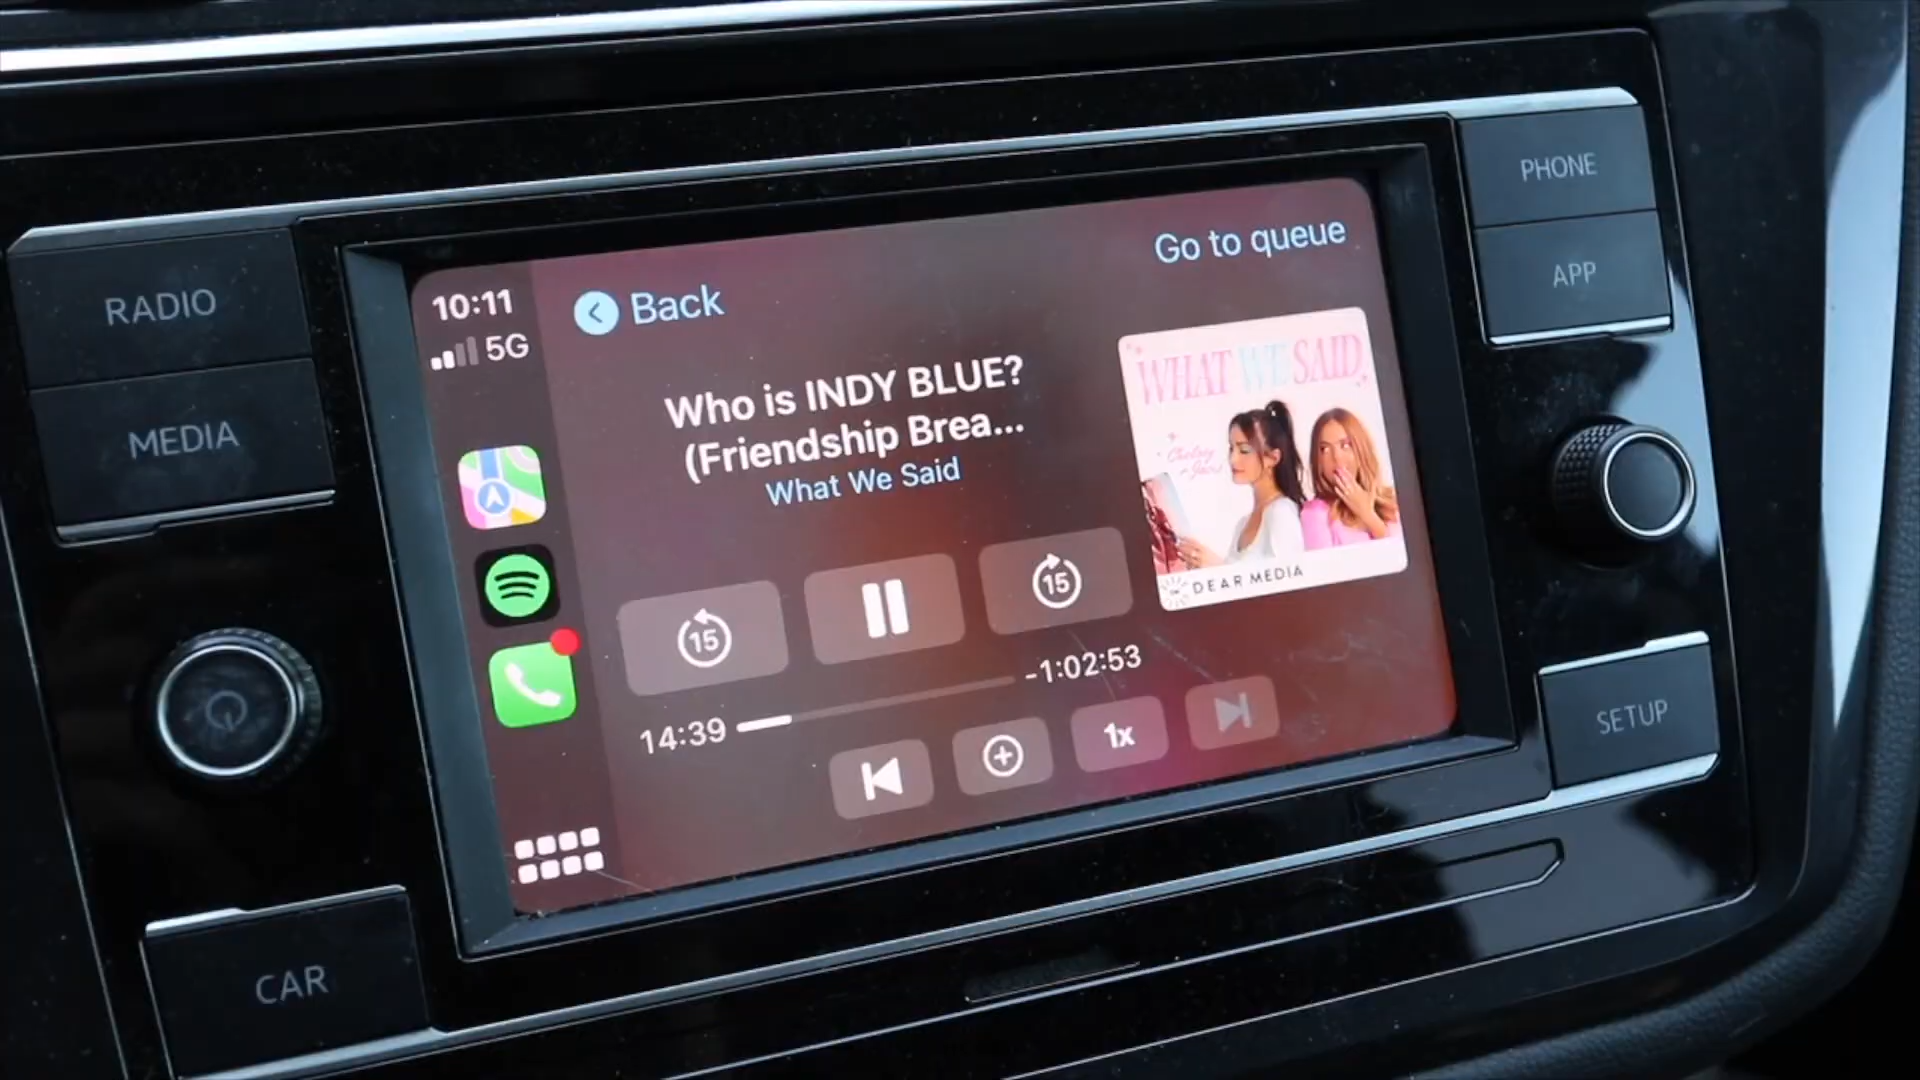 RADIO
MEDIA
CAR
PHONE
APP
SETUP
10:11
5G
Back
Go to queue
Who is INDY BLUE?
(Friendship Brea...
What We Said
15
15
14:39
-1:02:53
1x
WHAT WE SAID
Chelsey
DEAR MEDIA